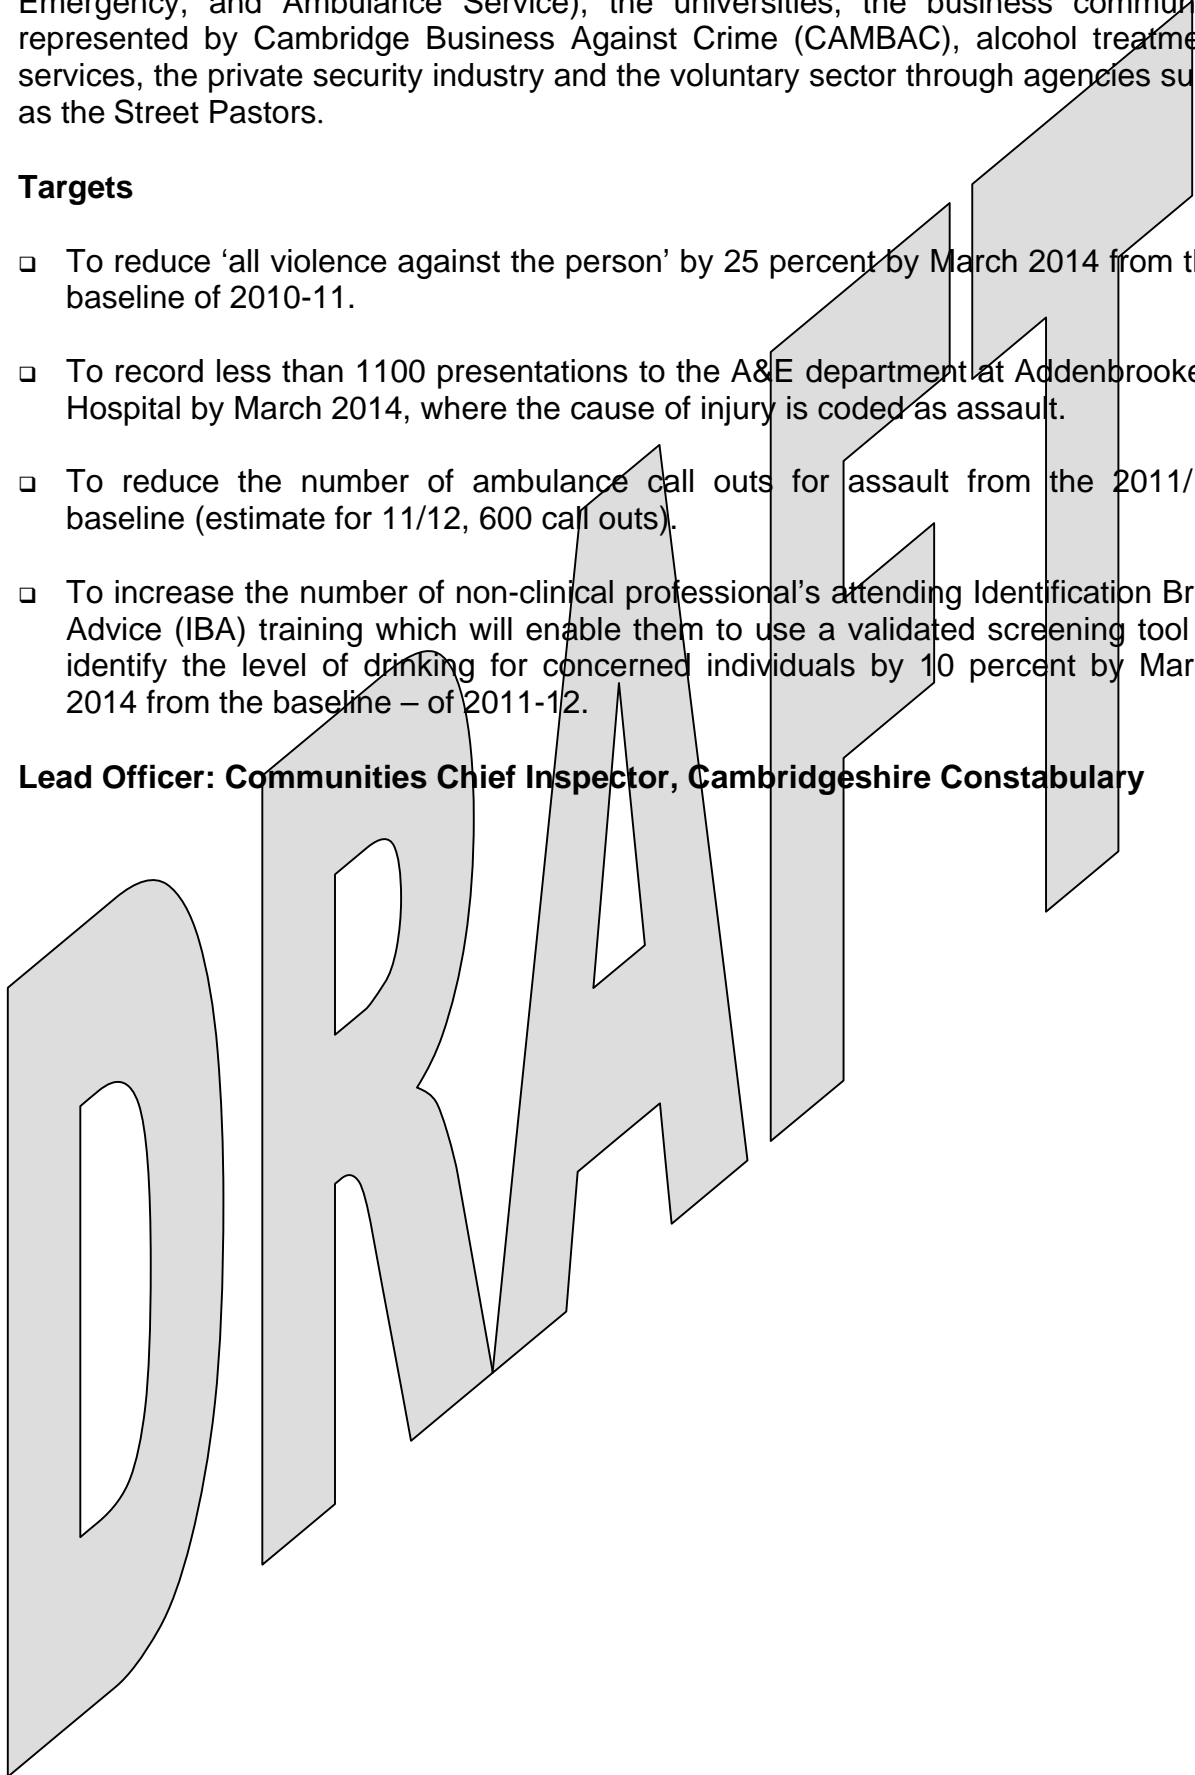 Emergency, and Ambulance Service), the universities, the business
represented by Cambridge Business Against Crime (CAMBAC), alcohol
services, the private security industry and the voluntary sector through agencies
as the Street Pastors.
Targets
❑ To reduce ‘all violence against the person’ by 25 percent by March 2014 from
baseline of 2010-11.
❑ To record less than 1100 presentations to the A&E department at
Hospital by March 2014, where the cause of injury is coded as assault.
❑ To reduce the number of ambulance call outs for assault from the 2011/
baseline (estimate for 11/12, 600 call outs).
❑ To increase the number of non-clinical professional’s attending Identification
Advice (IBA) training which will enable them to use a validated screening tool
identify the level of drinking for concerned individuals by 10 percent by
2014 from the baseline – of 2011-12.
Lead Officer: Communities Chief Inspector, Cambridgeshire Constabulary
DRAFT